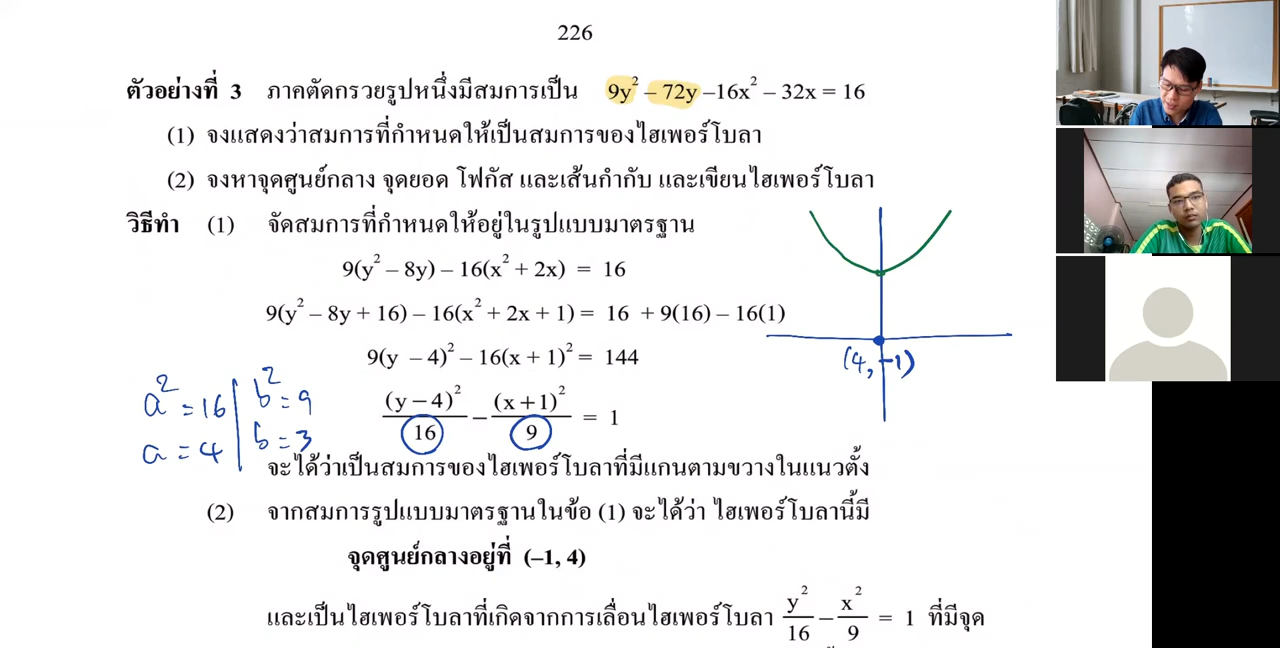 226
ตัวอย่างที่ 3 ภาคตัดกรวยรูปหนึ่งมีสมการเป็น 9y² – 72y –16x² – 32x = 16
(1) จงแสดงว่าสมการที่กำหนดให้เป็นสมการของไฮเพอร์โบลา
(2) จงหาจุดศูนย์กลาง จุดยอด โฟกัส และเส้นกำกับ และเขียนไฮเพอร์โบลา
วิธีทำ (1) จัดสมการที่กำหนดให้อยู่ในรูปแบบมาตรฐาน
9(y² – 8y) – 16(x² + 2x) = 16
9(y² – 8y + 16) – 16(x² + 2x + 1) = 16 + 9(16) – 16(1)
9(y – 4)² – 16(x + 1)² = 144
(4, -1)
a² = 16 | b² = 9
a = 4 | b = 3
(y – 4)²/16 – (x + 1)²/9 = 1
จะได้ว่าเป็นสมการของไฮเพอร์โบลาที่มีแกนตามขวางในแนวตั้ง
(2) จากสมการรูปแบบมาตรฐานในข้อ (1) จะได้ว่า ไฮเพอร์โบลานี้มี
จุดศูนย์กลางอยู่ที่ (–1, 4)
และเป็นไฮเพอร์โบลาที่เกิดจากการเลื่อนไฮเพอร์โบลา y²/16 – x²/9 = 1 ที่มีจุด